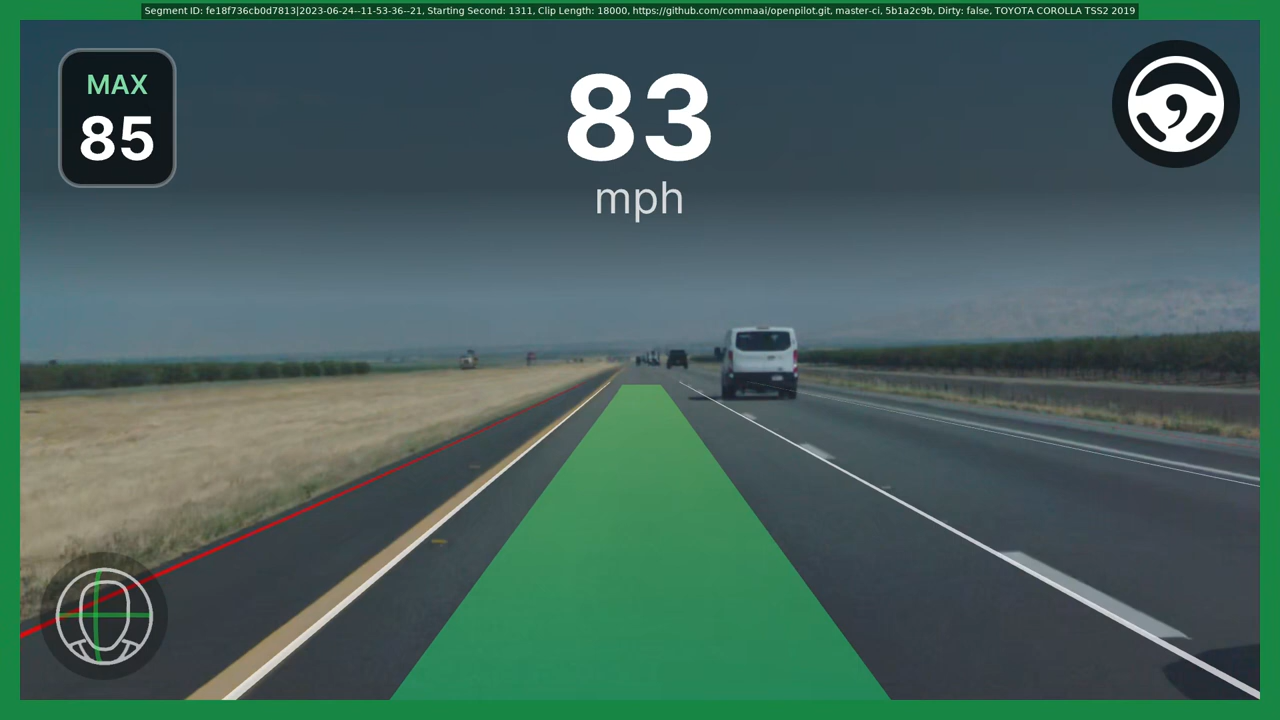 Segment ID: fe18f736cb0d7813|2023-06-24--11-53-36--21, Starting Second: 1311, Clip Length: 18000, https://github.com/commaai/openpilot.git, master-ci, 5b1a2c9b, Dirty: false, TOYOTA COROLLA TSS2 2019
MAX
85
83
mph